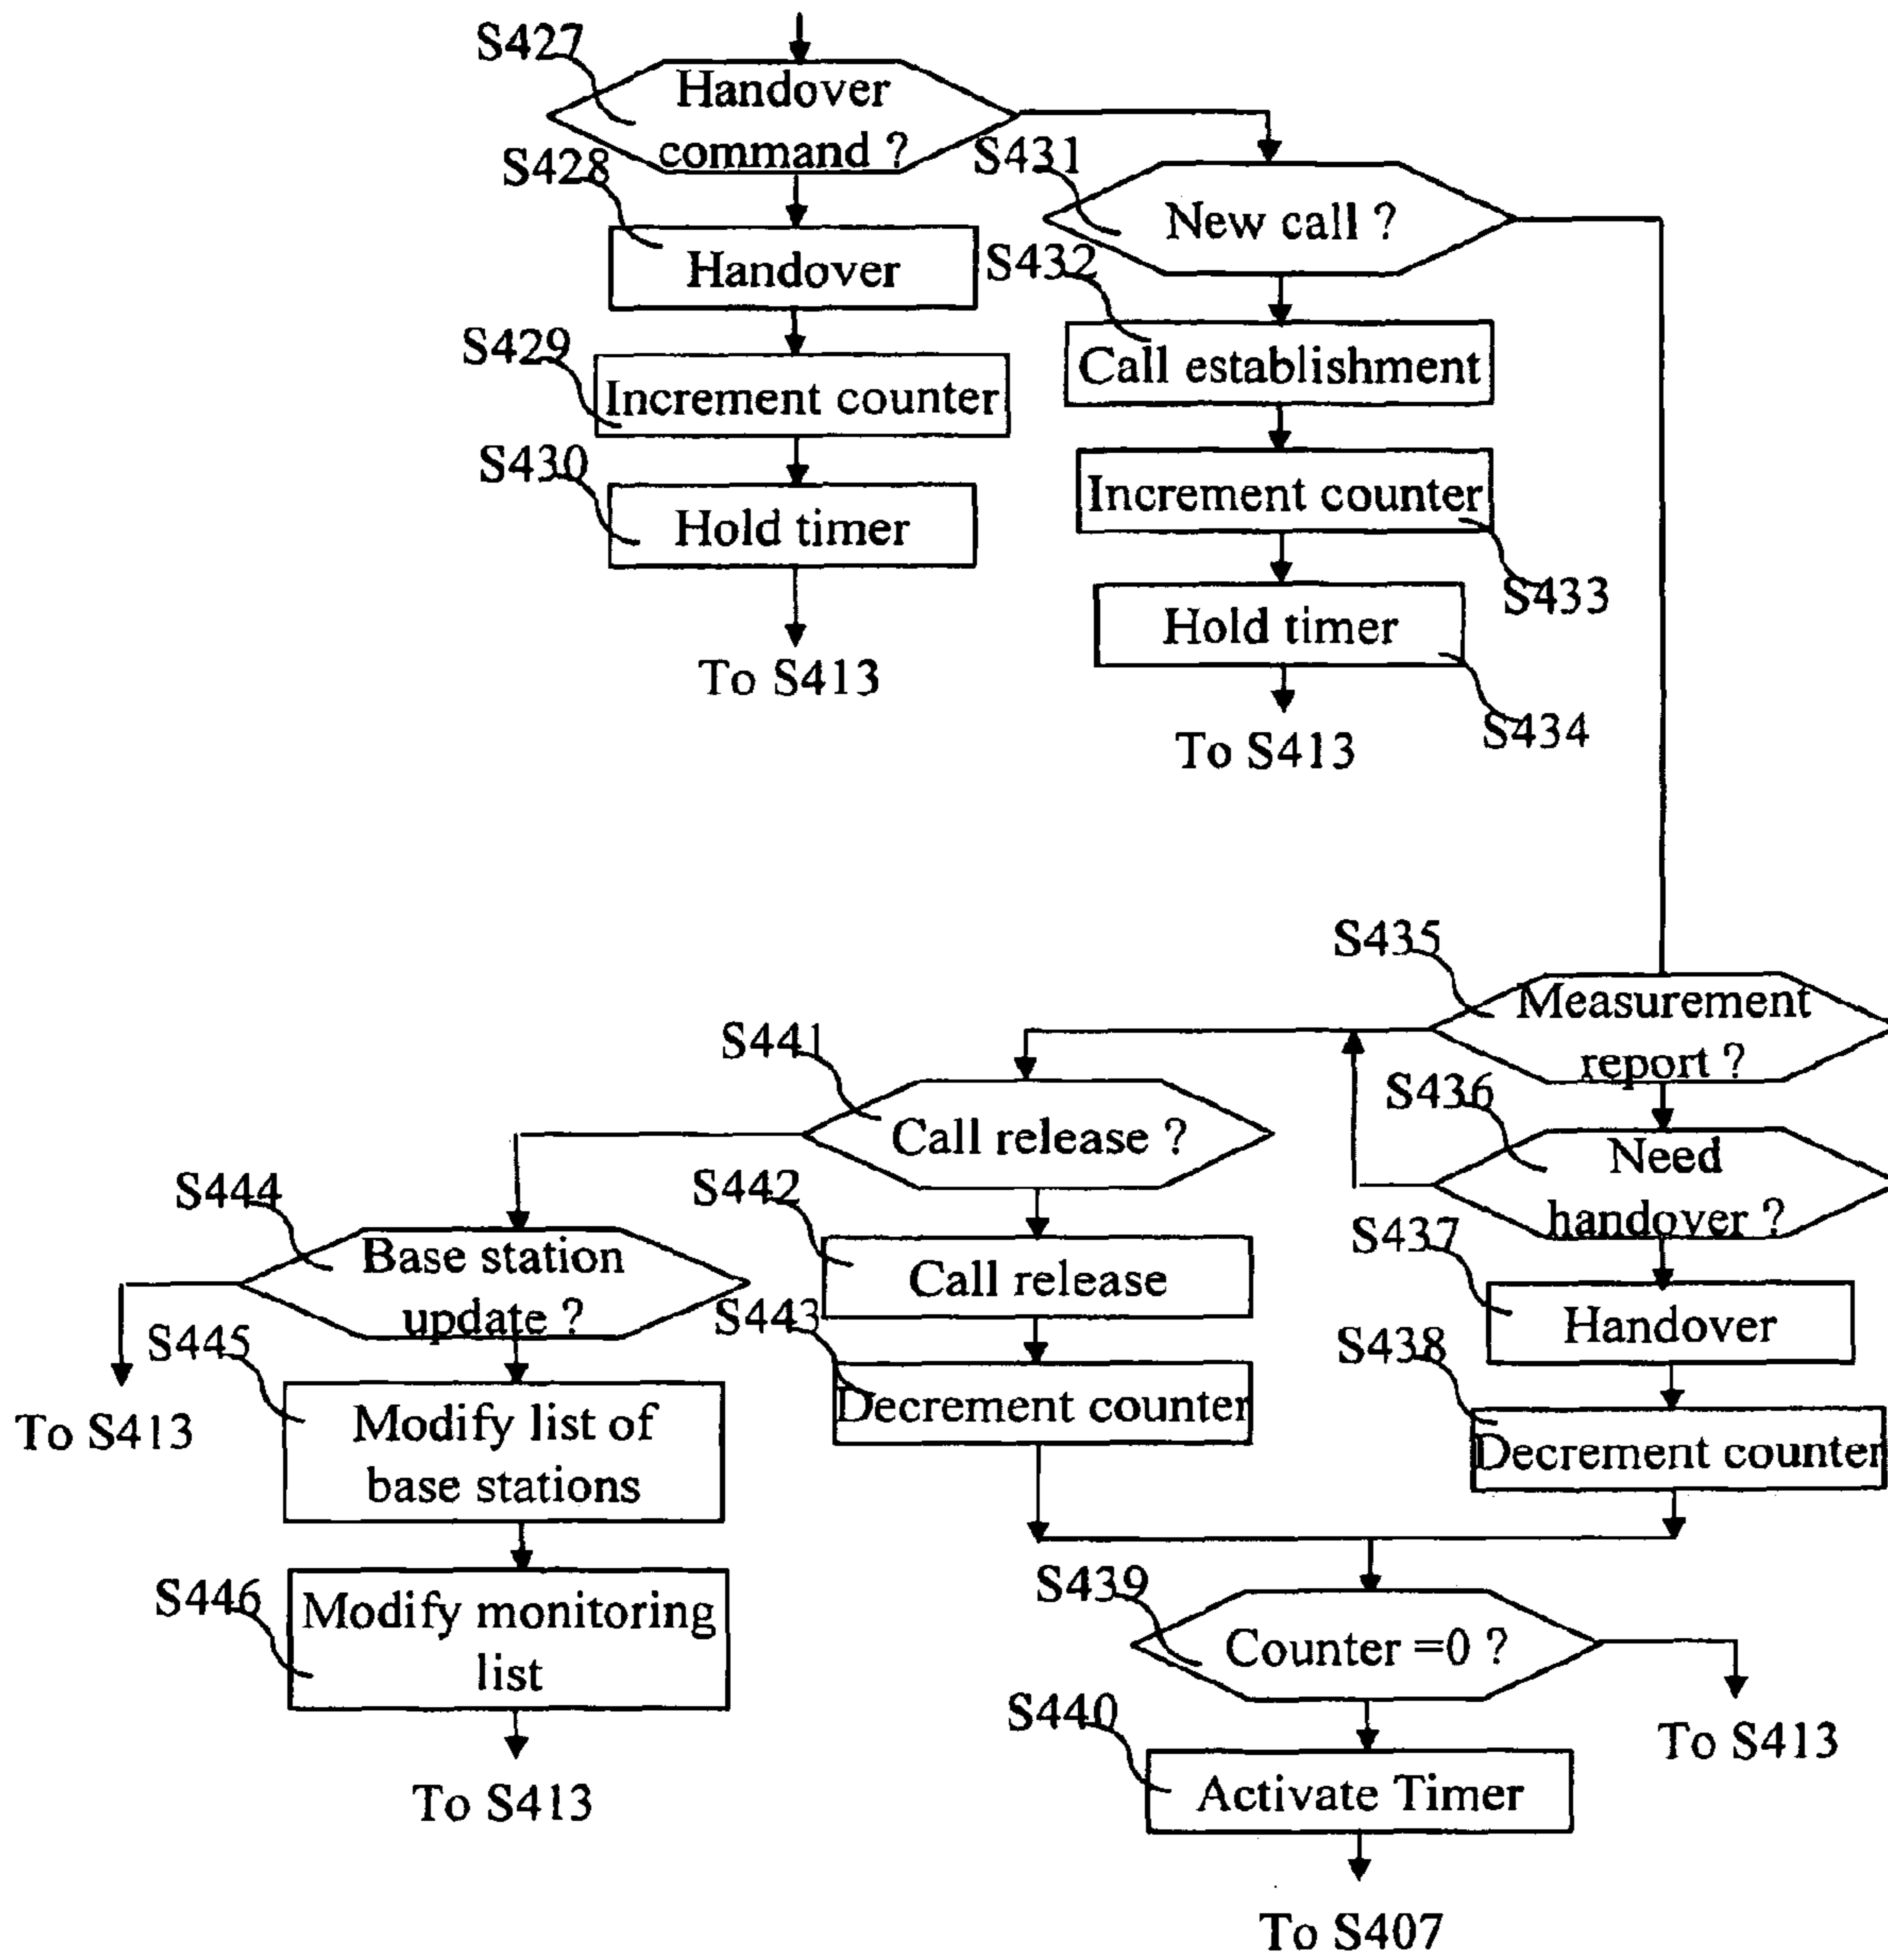 S427
Handover
command ?
S428
Handover
S429
Increment counter
S430
Hold timer
To S413
S431
New call ?
S432
Call establishment
Increment counter
S433
Hold timer
S434
To S413
S435
Measurement
report ?
S436
Need
handover ?
S437
Handover
S438
Decrement counter
S441
Call release ?
S442
Call release
S443
Decrement counter
S444
Base station
update ?
To S413
S445
Modify list of
base stations
S446
Modify monitoring
list
To S413
S439
Counter =0 ?
To S413
S440
Activate Timer
To S407